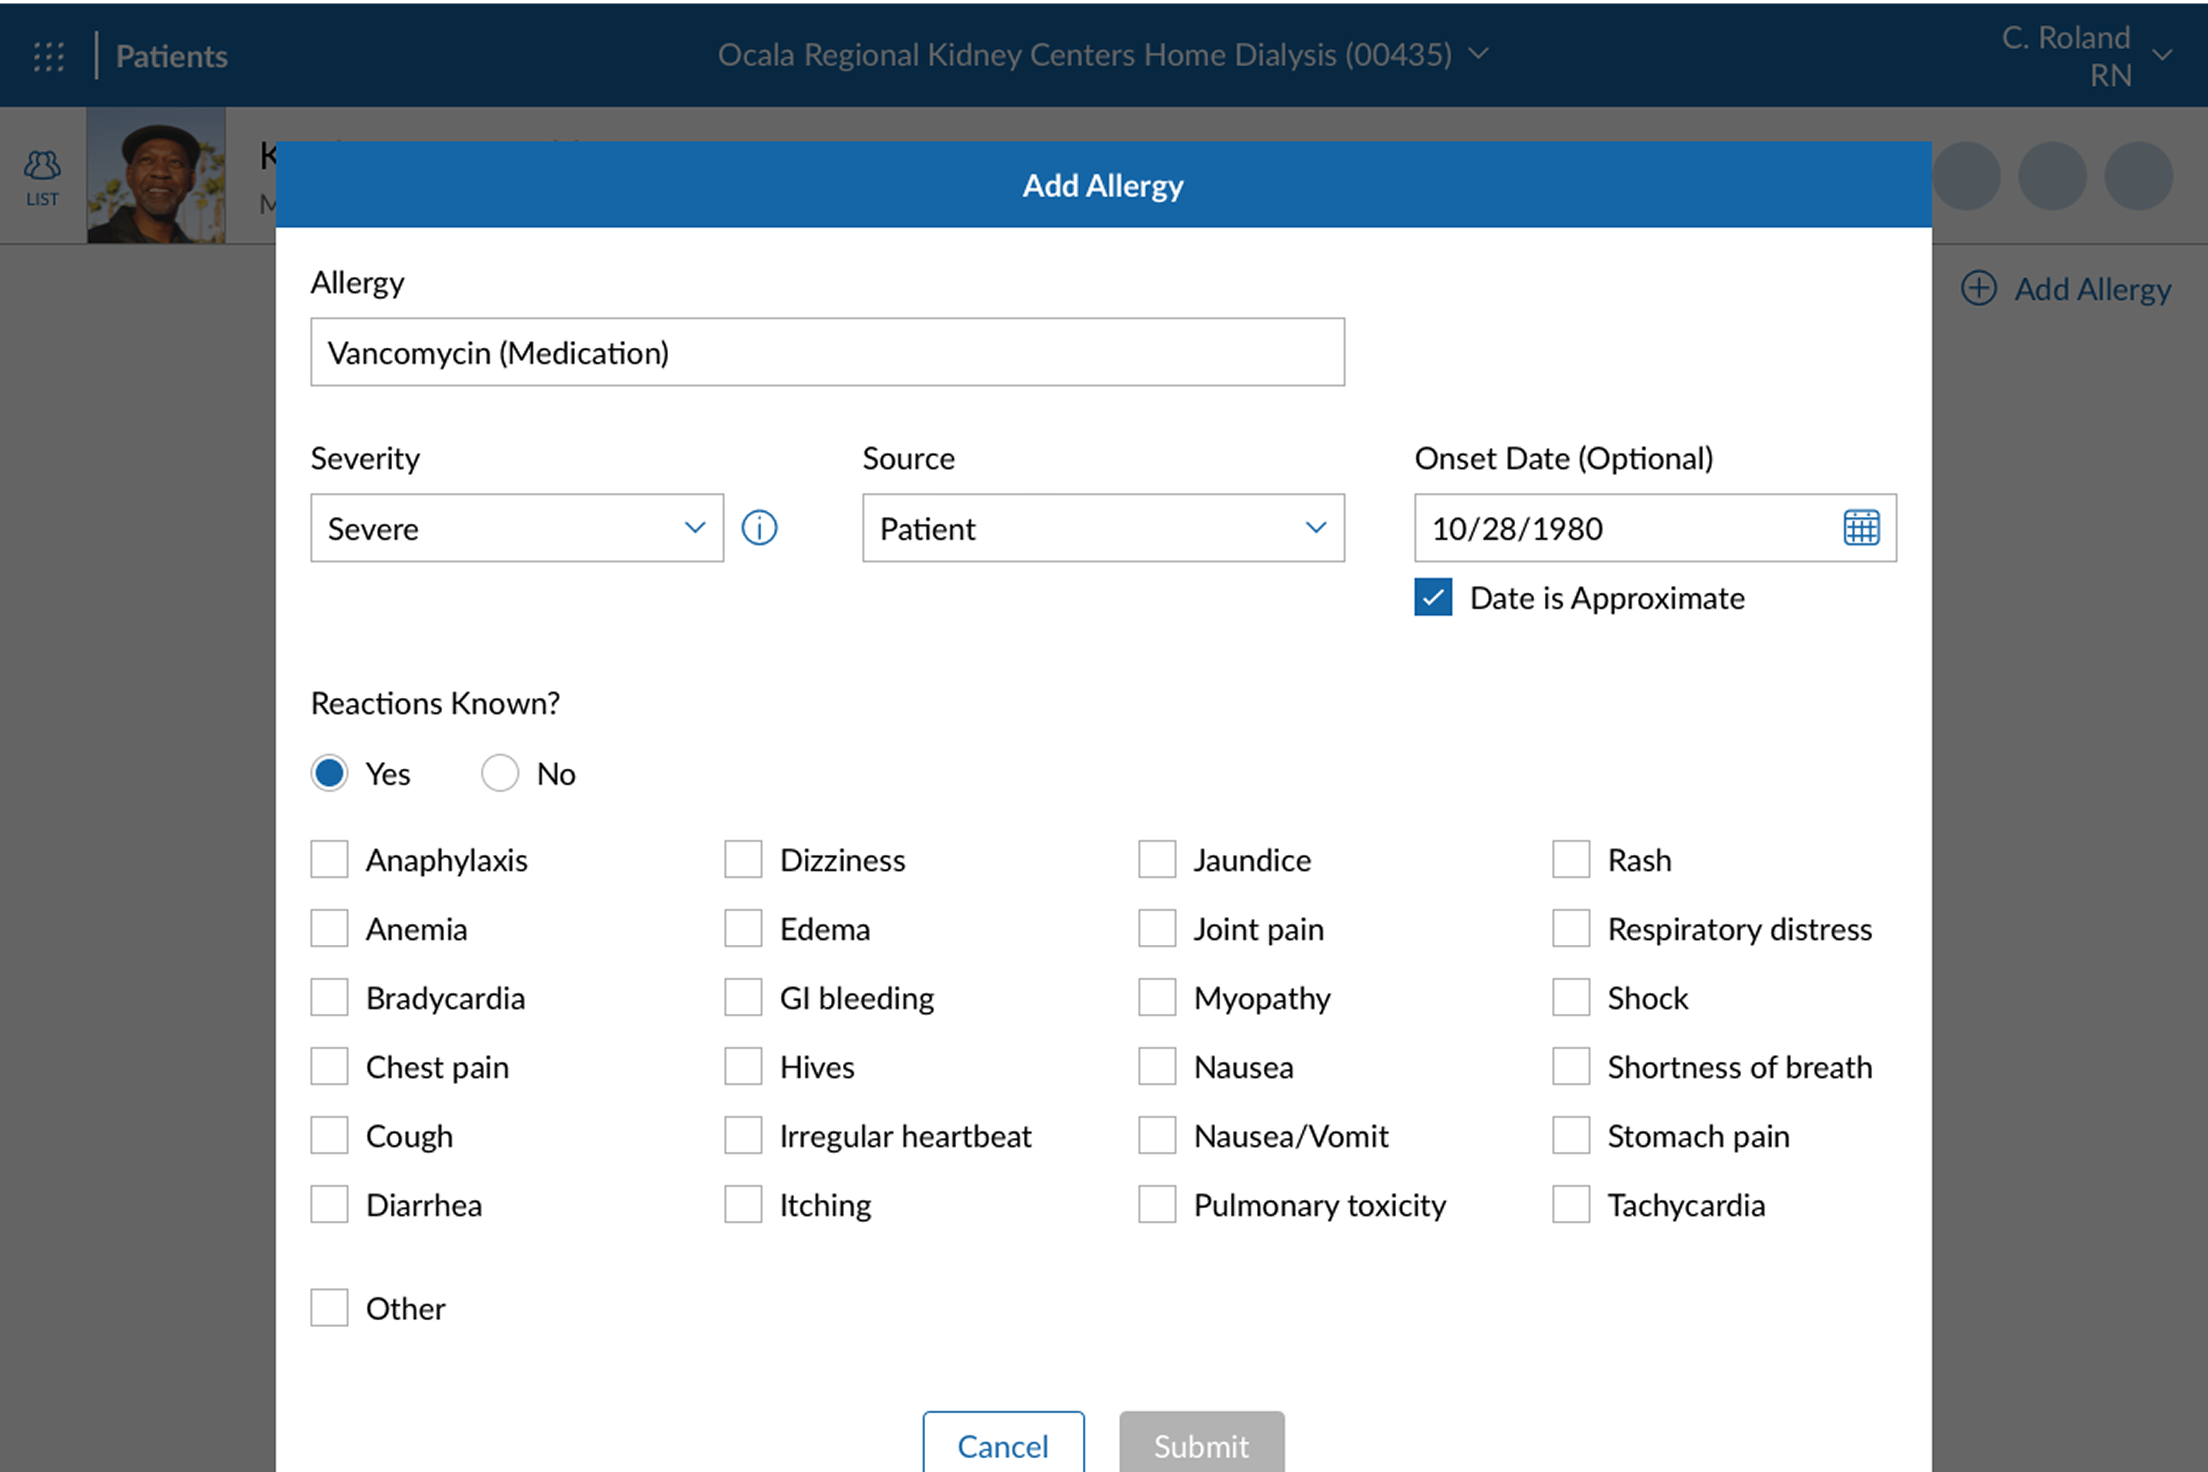 Patients
Ocala Regional Kidney Centers Home Dialysis (00435)
C. Roland
RN
LIST
Add Allergy
Add Allergy
Allergy
Vancomycin (Medication)
Severity
Source
Onset Date (Optional)
Severe
Patient
10/28/1980
Date is Approximate
Reactions Known?
Yes
No
Anaphylaxis
Dizziness
Jaundice
Rash
Anemia
Edema
Joint pain
Respiratory distress
Bradycardia
GI bleeding
Myopathy
Shock
Chest pain
Hives
Nausea
Shortness of breath
Cough
Irregular heartbeat
Nausea/Vomit
Stomach pain
Diarrhea
Itching
Pulmonary toxicity
Tachycardia
Other
Cancel
Submit